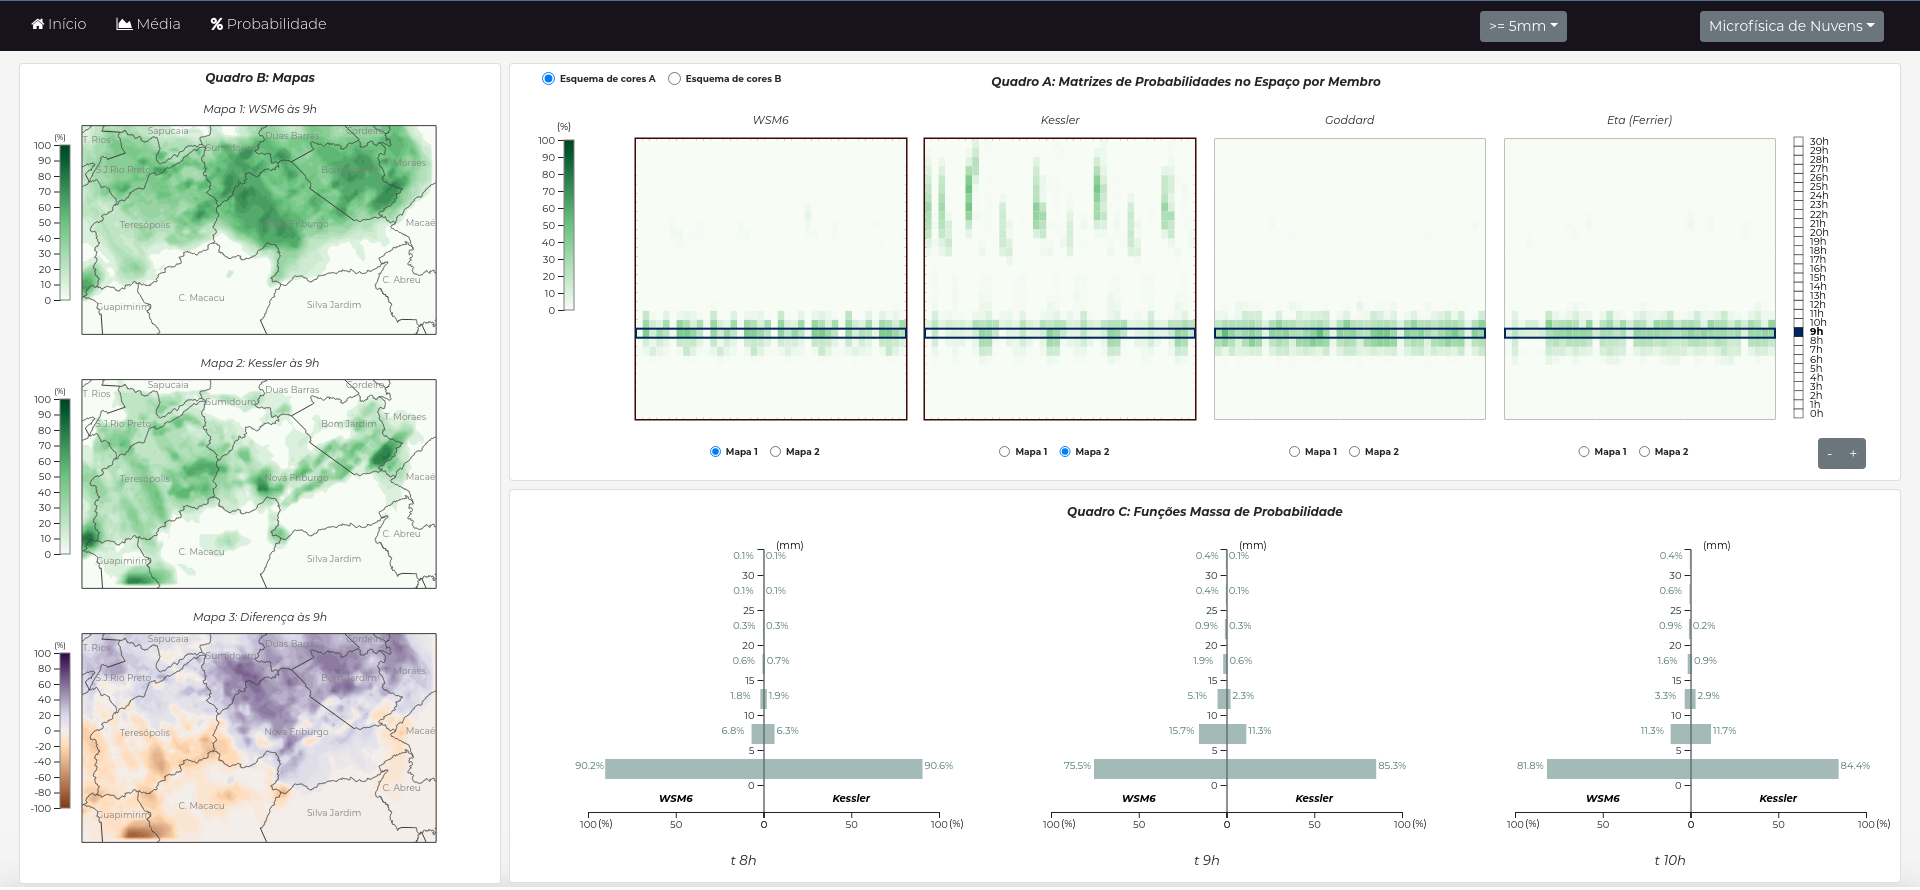 Início Média Probabilidade >= 5mm Microfísica de Nuvens
Quadro B: Mapas
Mapa 1: WSM6 às 9h
(%)
100
90
80
70
60
50
40
30
20
10
0
T. Rios
Sapucaia
Duas Barras
Cordeiro
Sumidouro
S.J.Rio Preto
Moraes
Teresópolis
Friburgo
Macaé
C. Abreu
C. Macacu
Guapimirim
Silva Jardim
Mapa 2: Kessler às 9h
(%)
100
90
80
70
60
50
40
30
20
10
0
T. Rios
Sapucaia
Duas Barras
Cordeiro
Sumidouro
S.J.Rio Preto
Bom Jardim
T. Moraes
Teresópolis
Nova Friburgo
Macaé
C. Abreu
C. Macacu
Guapimirim
Silva Jardim
Mapa 3: Diferença às 9h
(%)
100
80
60
40
20
0
-20
-40
-60
-80
-100
T. Rios
Sapucaia
Duas Barras
Cordeiro
Sumidouro
S.J.Rio Preto
Bom Jardim
Moraes
Teresópolis
Nova Friburgo
Macaé
C. Abreu
C. Macacu
Guapimirim
Silva Jardim
Esquema de cores A Esquema de cores B
Quadro A: Matrizes de Probabilidades no Espaço por Membro
(%)
100
90
80
70
60
50
40
30
20
10
0
WSM6 Kessler Goddard Eta (Ferrier)
30h
29h
28h
27h
26h
25h
24h
23h
22h
21h
20h
19h
18h
17h
16h
15h
14h
13h
12h
11h
10h
9h
8h
7h
6h
5h
4h
3h
2h
1h
0h
Mapa 1 Mapa 2 Mapa 1 Mapa 2 Mapa 1 Mapa 2 Mapa 1 Mapa 2
- +
Quadro C: Funções Massa de Probabilidade
(mm)
0.1% 0.1%
30
0.1% 0.1%
25
0.3% 0.3%
20
0.6% 0.7%
15
1.8% 1.9%
10
6.8% 6.3%
5
90.2% 90.6%
0
WSM6 Kessler
100 (%) 50 0 50 100 (%)
t 8h
(mm)
0.4% 0.1%
30
0.4% 0.1%
25
0.9% 0.3%
20
1.9% 0.6%
15
5.1% 2.3%
10
15.7% 11.3%
5
75.5% 85.3%
0
WSM6 Kessler
100 (%) 50 0 50 100 (%)
t 9h
(mm)
0.4%
30
0.6%
25
0.9% 0.2%
20
1.6% 0.9%
15
3.3% 2.9%
10
11.3% 11.7%
5
81.8% 84.4%
0
WSM6 Kessler
100 (%) 50 0 50 100 (%)
t 10h